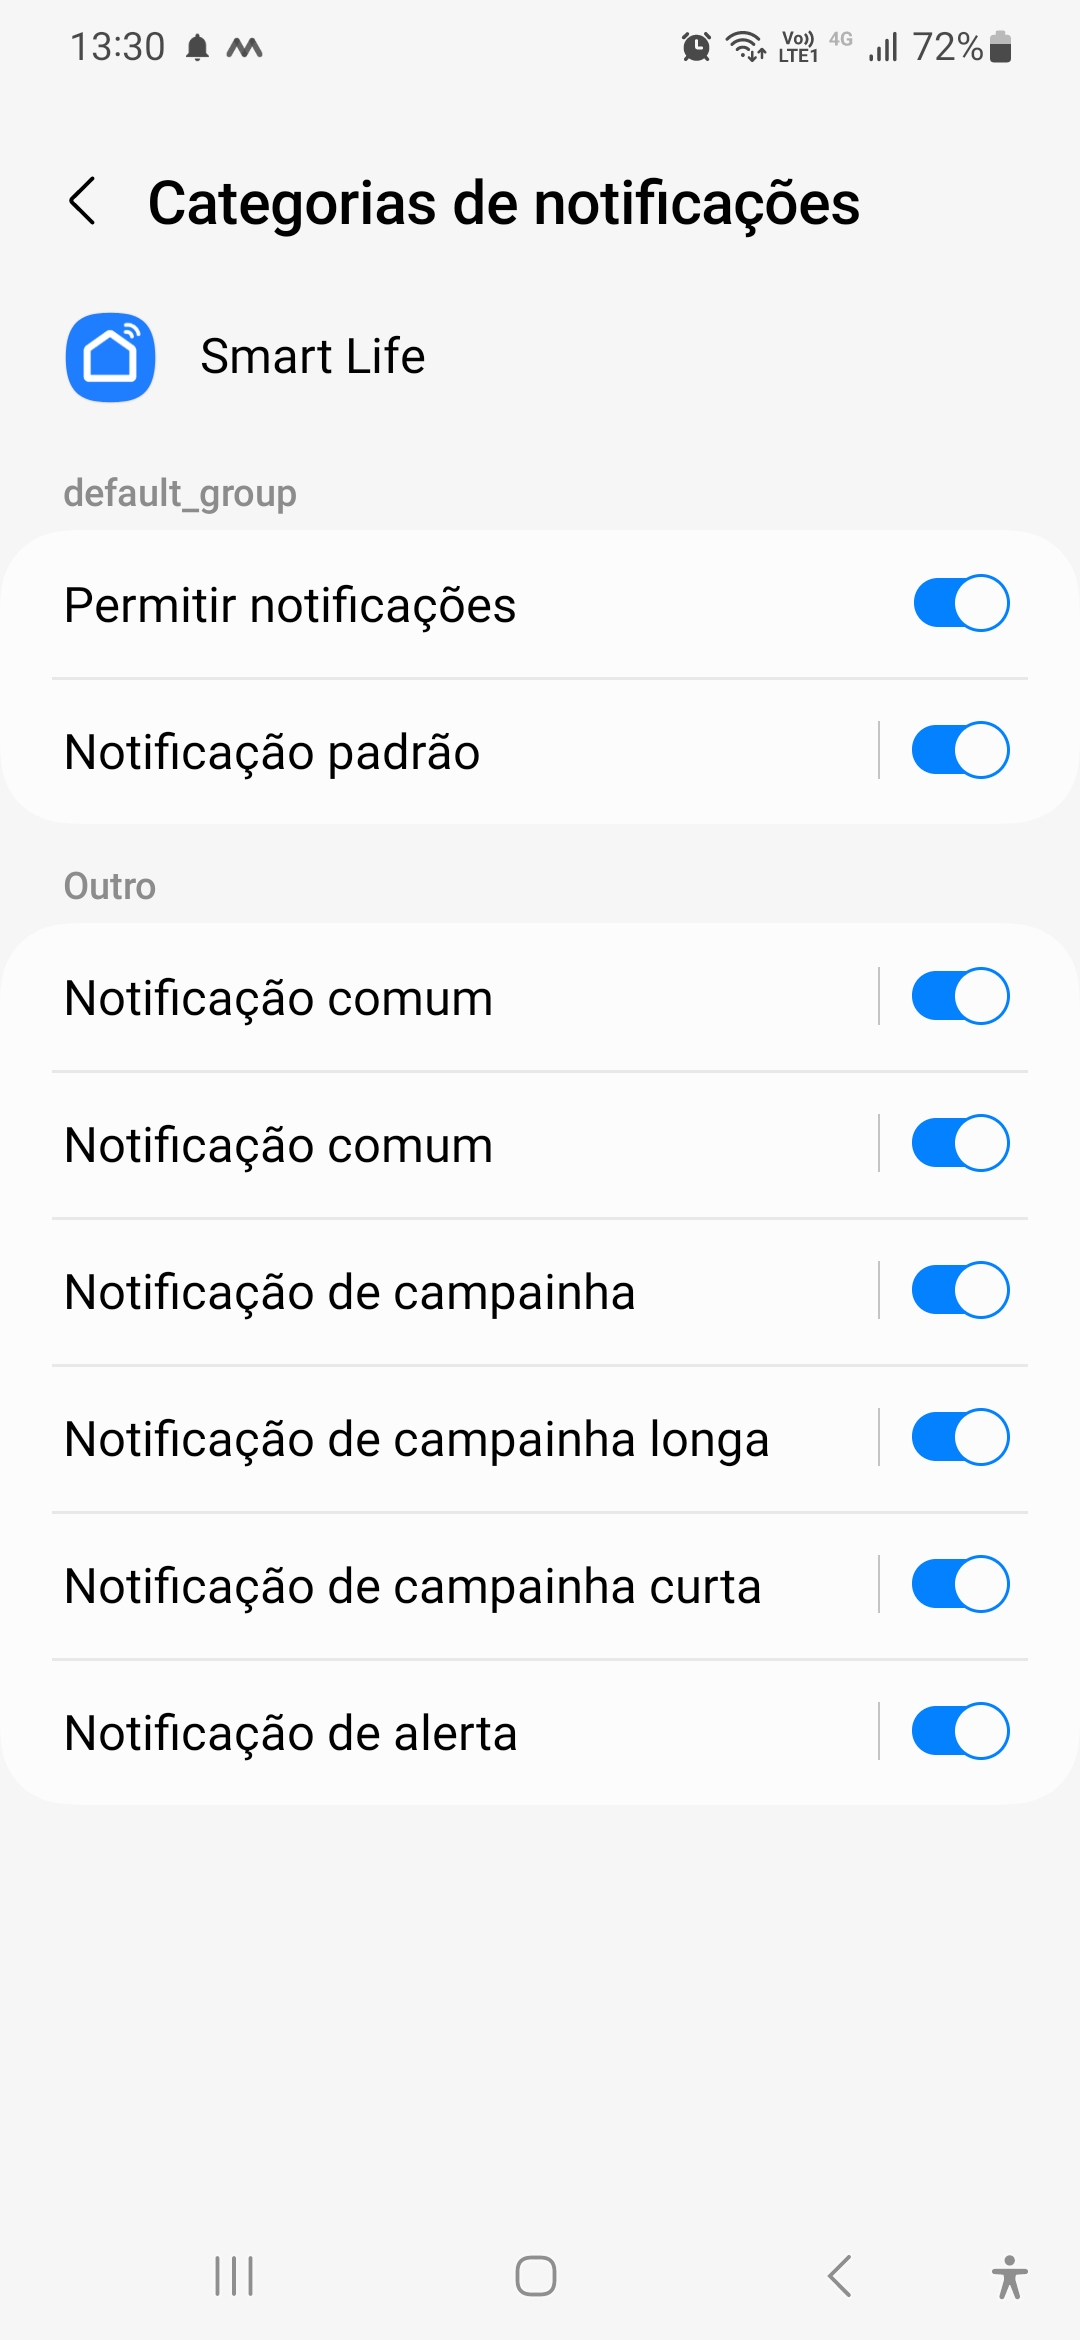 13:30 Vo)) LTE1 4G 72%
Categorias de notificações
Smart Life
default_group
Permitir notificações
Notificação padrão
Outro
Notificação comum
Notificação comum
Notificação de campainha
Notificação de campainha longa
Notificação de campainha curta
Notificação de alerta